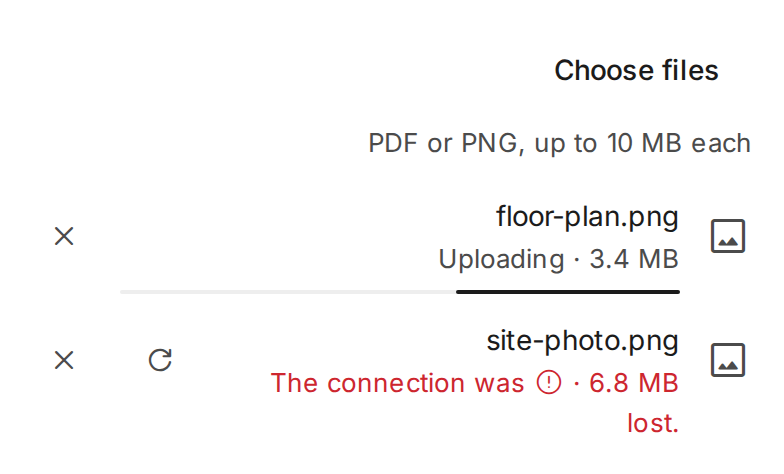 Choose files
PDF or PNG, up to 10 MB each
floor-plan.png
Uploading · 3.4 MB
site-photo.png
The connection was · 6.8 MB
lost.